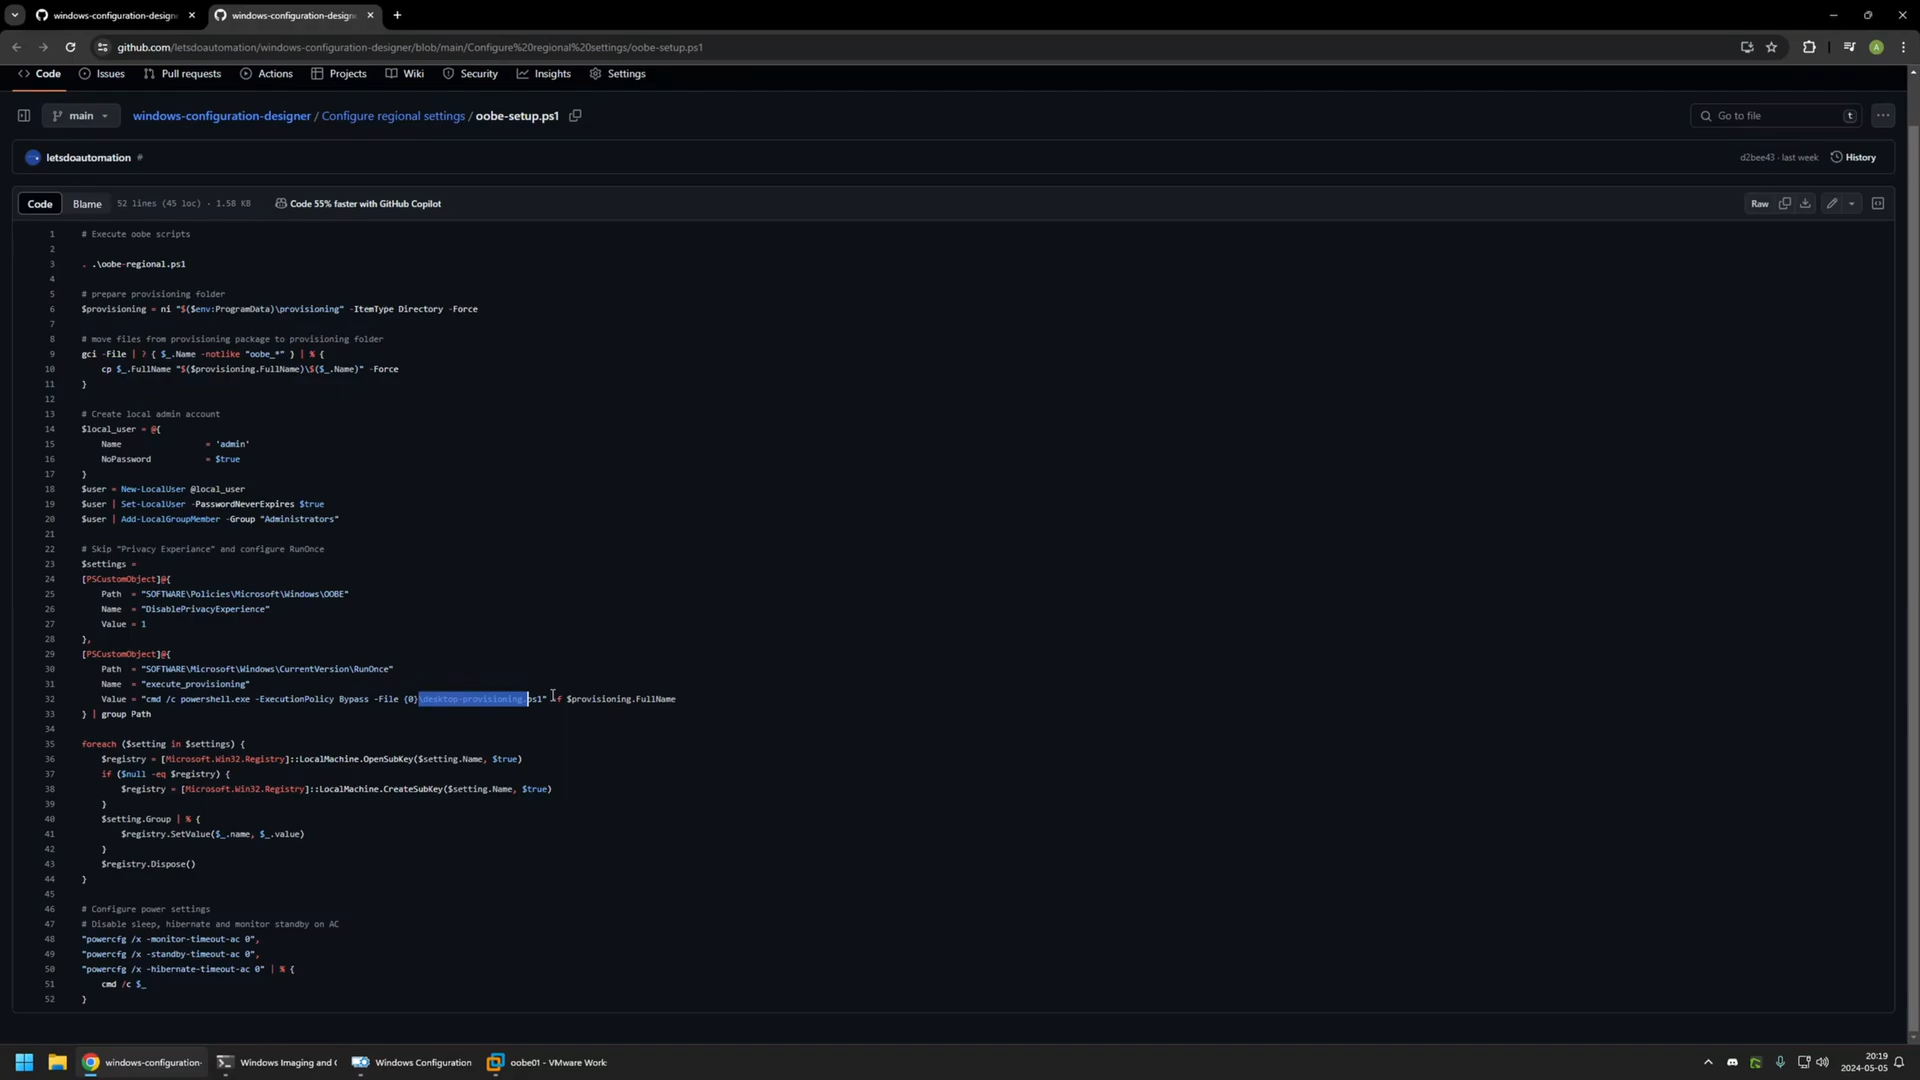 windows-configuration-design
windows-configuration-design
github.com/letsdoautomation/windows-configuration-designer/blob/main/Configure%20regional%20settings/oobe-setup.ps1
A
Code
Issues
Pull requests
Actions
Projects
Wiki
Security
Insights
Settings
main
windows-configuration-designer / Configure regional settings / oobe-setup.ps1
Go to file
t
letsdoautomation
d2bee43 · last week
History
Code
Blame
52 lines (45 loc) · 1.58 KB
Code 55% faster with GitHub Copilot
Raw
1 # Execute oobe scripts
2
3 . .\oobe-regional.ps1
4
5 # prepare provisioning folder
6 $provisioning = ni "$($env:ProgramData)\provisioning" -ItemType Directory -Force
7
8 # move files from provisioning package to provisioning folder
9 gci -File | ? { $_.Name -notlike "oobe_*" } | % {
10 cp $_.FullName "$($provisioning.FullName)\$($_.Name)" -Force
11 }
12
13 # Create local admin account
14 $local_user = @{
15 Name = 'admin'
16 NoPassword = $true
17 }
18 $user = New-LocalUser @local_user
19 $user | Set-LocalUser -PasswordNeverExpires $true
20 $user | Add-LocalGroupMember -Group "Administrators"
21
22 # Skip "Privacy Experiance" and configure RunOnce
23 $settings =
24 [PSCustomObject]@{
25 Path = "SOFTWARE\Policies\Microsoft\Windows\OOBE"
26 Name = "DisablePrivacyExperience"
27 Value = 1
28 },
29 [PSCustomObject]@{
30 Path = "SOFTWARE\Microsoft\Windows\CurrentVersion\RunOnce"
31 Name = "execute_provisioning"
32 Value = "cmd /c powershell.exe -ExecutionPolicy Bypass -File {0}\desktop-provisioning.ps1" -f $provisioning.FullName
33 } | group Path
34
35 foreach ($setting in $settings) {
36 $registry = [Microsoft.Win32.Registry]::LocalMachine.OpenSubKey($setting.Name, $true)
37 if ($null -eq $registry) {
38 $registry = [Microsoft.Win32.Registry]::LocalMachine.CreateSubKey($setting.Name, $true)
39 }
40 $setting.Group | % {
41 $registry.SetValue($_.name, $_.value)
42 }
43 $registry.Dispose()
44 }
45
46 # Configure power settings
47 # Disable sleep, hibernate and monitor standby on AC
48 "powercfg /x -monitor-timeout-ac 0",
49 "powercfg /x -standby-timeout-ac 0",
50 "powercfg /x -hibernate-timeout-ac 0" | % {
51 cmd /c $_
52 }
windows-configuration-
Windows Imaging and C
Windows Configuration
oobe01 - VMware Work
20:19
2024-05-05